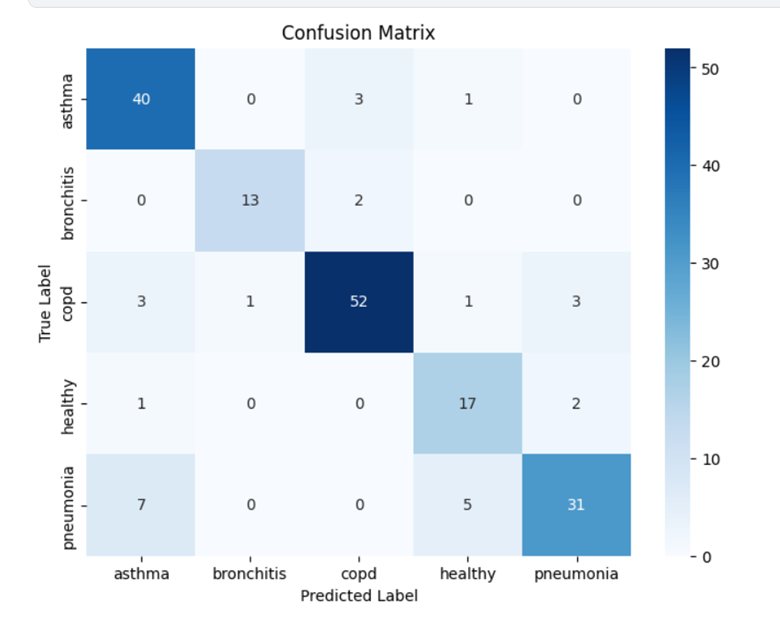 Confusion Matrix
True Label
asthma 40 0 3 1 0
bronchitis 0 13 2 0 0
copd 3 1 52 1 3
healthy 1 0 0 17 2
pneumonia 7 0 0 5 31
asthma bronchitis copd healthy pneumonia
Predicted Label
50
40
30
20
10
0